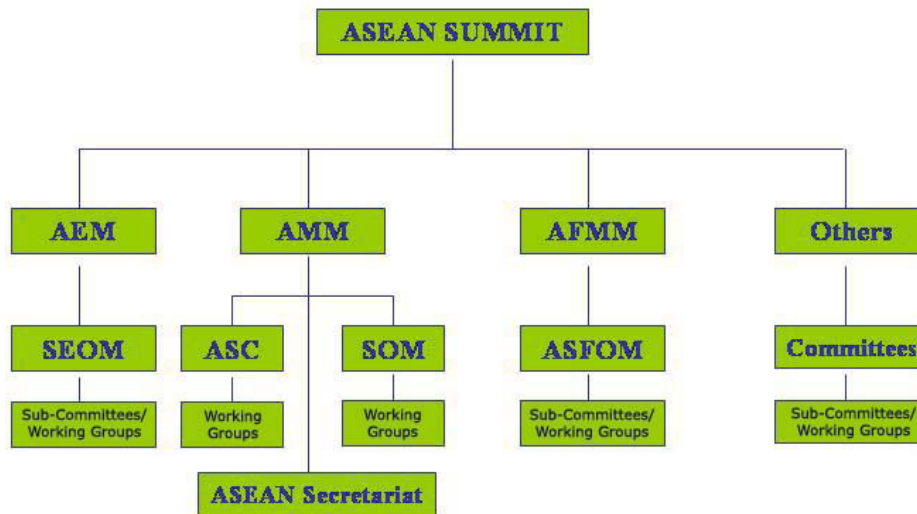 ASEAN SUMMIT
AEM
AMM
AFMM
Others
SEOM
ASC
SOM
ASFOM
Committees
Sub-Committees/
Working Groups
Working
Groups
Working
Groups
Sub-Committees/
Working Groups
Sub-Committees/
Working Groups
ASEAN Secretariat